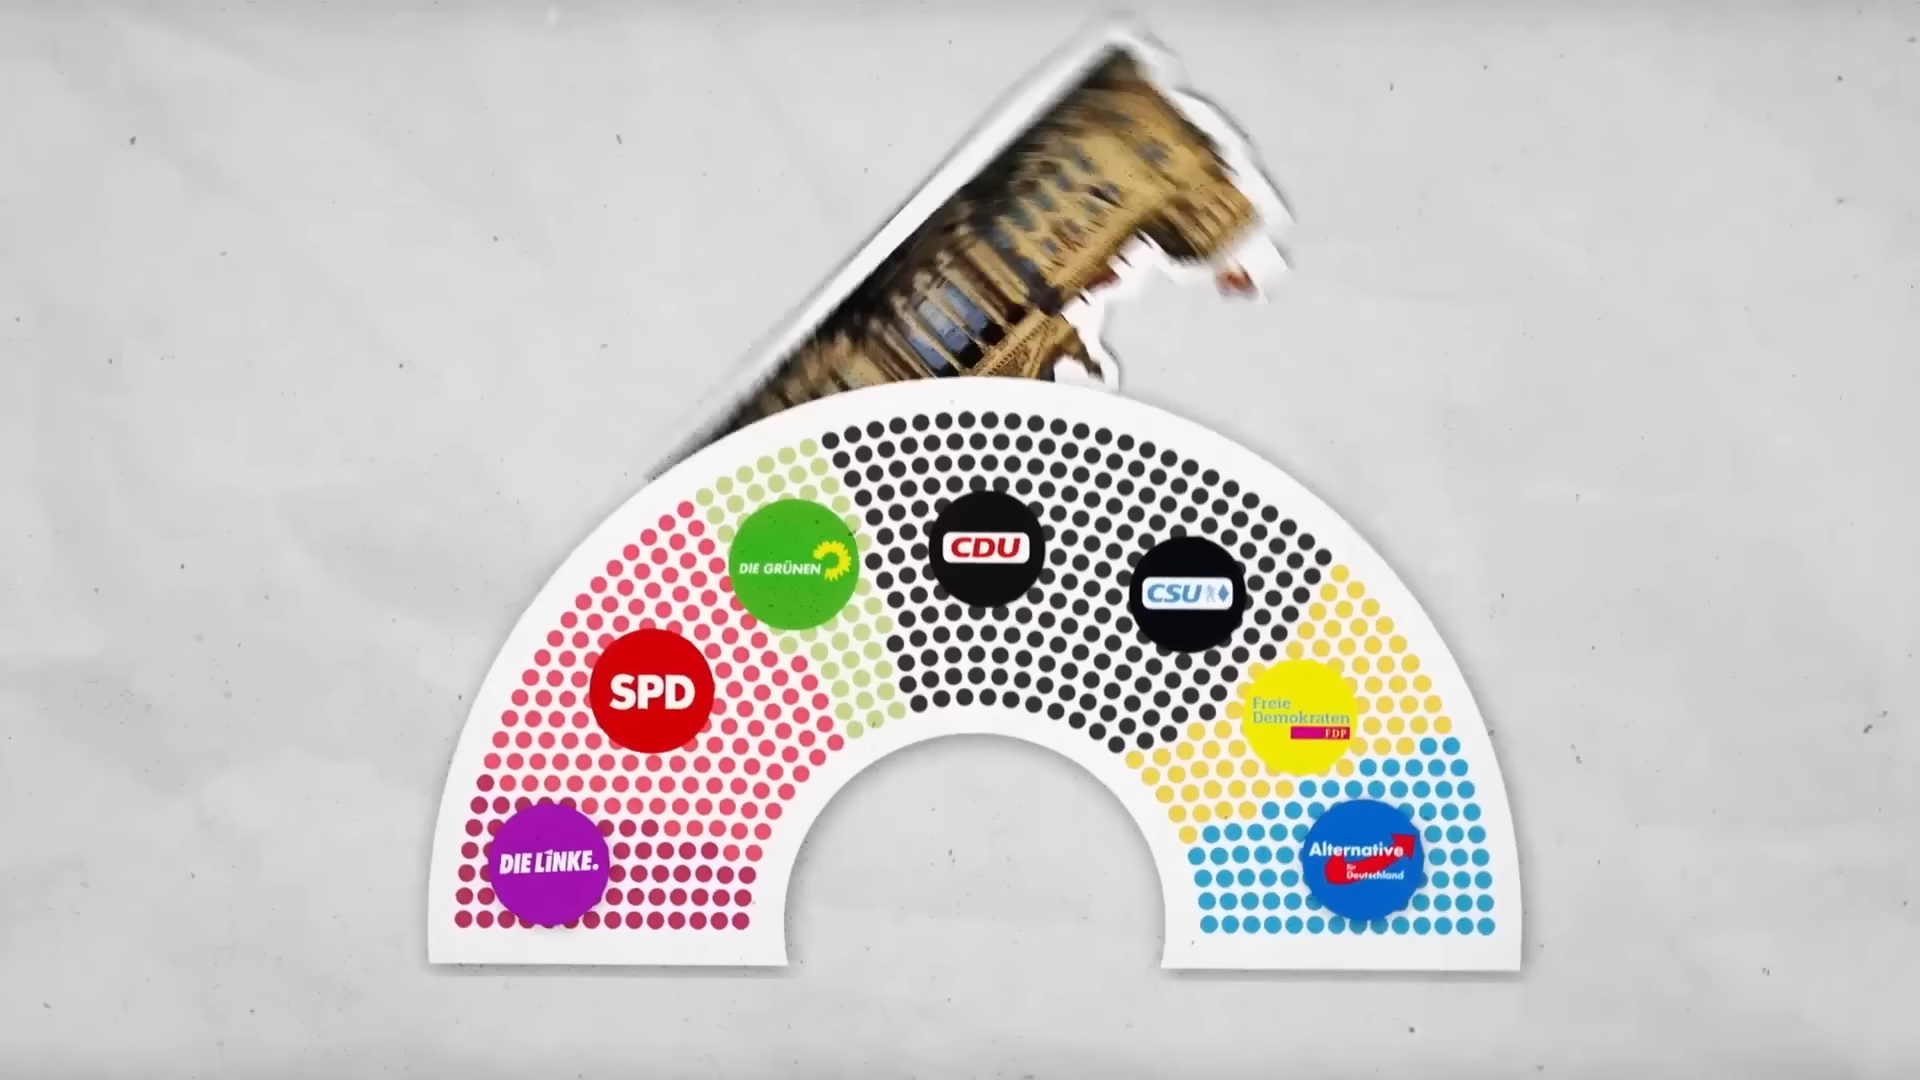 DIE GRÜNEN
CDU
CSU
SPD
Freie
Demokraten
FDP
DIE LINKE.
Alternative
für
Deutschland